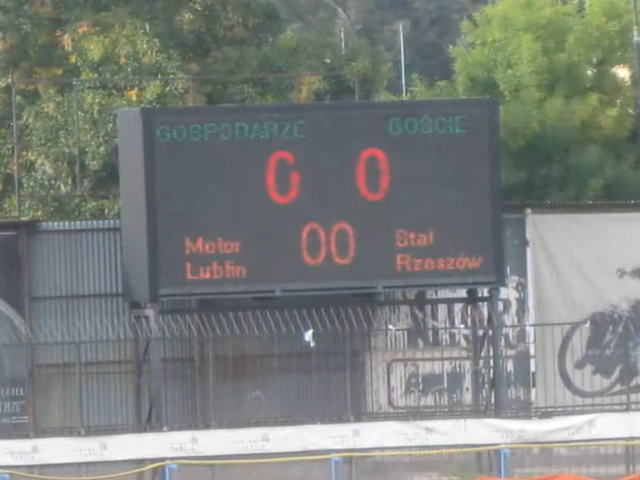 GOSPODARZE GOŚCIE
0 0
Motor
Lublin
00
Stal
Rzeszów